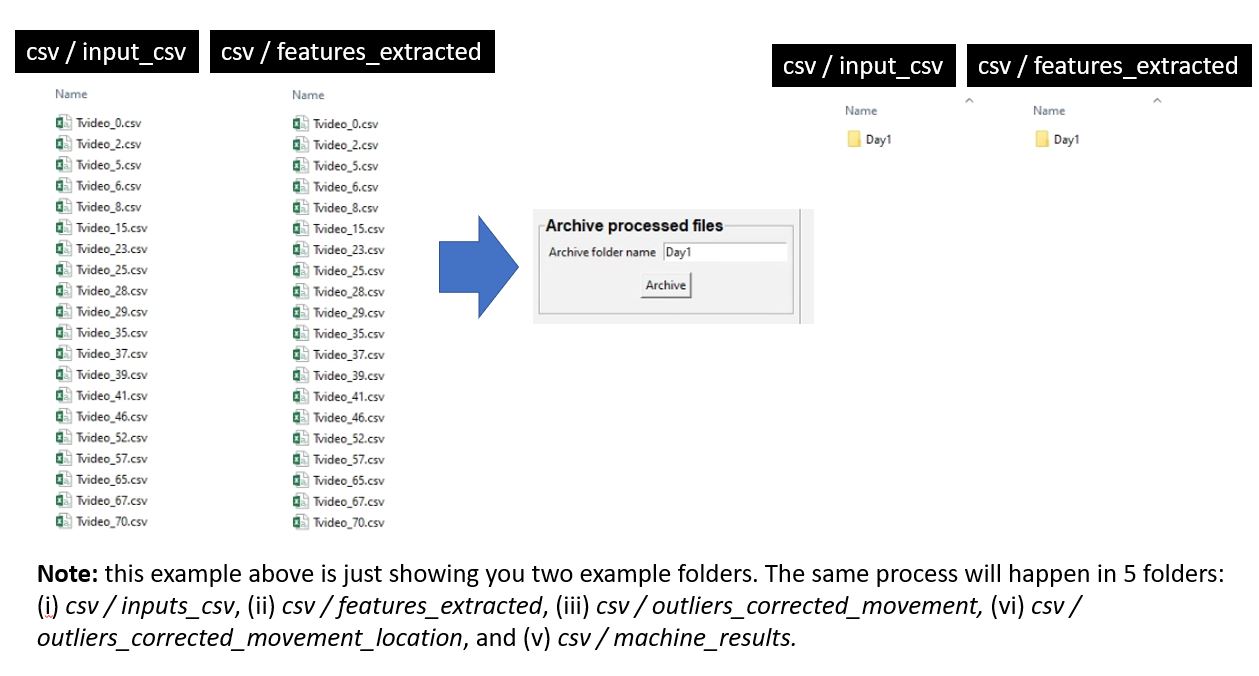 csv / input_csv
csv / features_extracted
Name
Tvideo_0.csv
Tvideo_2.csv
Tvideo_5.csv
Tvideo_6.csv
Tvideo_8.csv
Tvideo_15.csv
Tvideo_23.csv
Tvideo_25.csv
Tvideo_28.csv
Tvideo_29.csv
Tvideo_35.csv
Tvideo_37.csv
Tvideo_39.csv
Tvideo_41.csv
Tvideo_46.csv
Tvideo_52.csv
Tvideo_57.csv
Tvideo_65.csv
Tvideo_67.csv
Tvideo_70.csv
Name
Tvideo_0.csv
Tvideo_2.csv
Tvideo_5.csv
Tvideo_6.csv
Tvideo_8.csv
Tvideo_15.csv
Tvideo_23.csv
Tvideo_25.csv
Tvideo_28.csv
Tvideo_29.csv
Tvideo_35.csv
Tvideo_37.csv
Tvideo_39.csv
Tvideo_41.csv
Tvideo_46.csv
Tvideo_52.csv
Tvideo_57.csv
Tvideo_65.csv
Tvideo_67.csv
Tvideo_70.csv
Archive processed files
Archive folder name Day1
Archive
csv / input_csv
csv / features_extracted
Name
Day1
Name
Day1
Note: this example above is just showing you two example folders. The same process will happen in 5 folders:
(i) csv / inputs_csv, (ii) csv / features_extracted, (iii) csv / outliers_corrected_movement, (vi) csv /
outliers_corrected_movement_location, and (v) csv / machine_results.